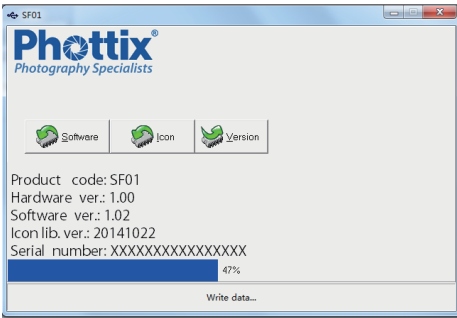 SF01
Phottix®
Photography Specialists
Software Icon Version
Product code: SF01
Hardware ver.: 1.00
Software ver.: 1.02
Icon lib. ver.: 20141022
Serial number: XXXXXXXXXXXXXXXX
47%
Write data...